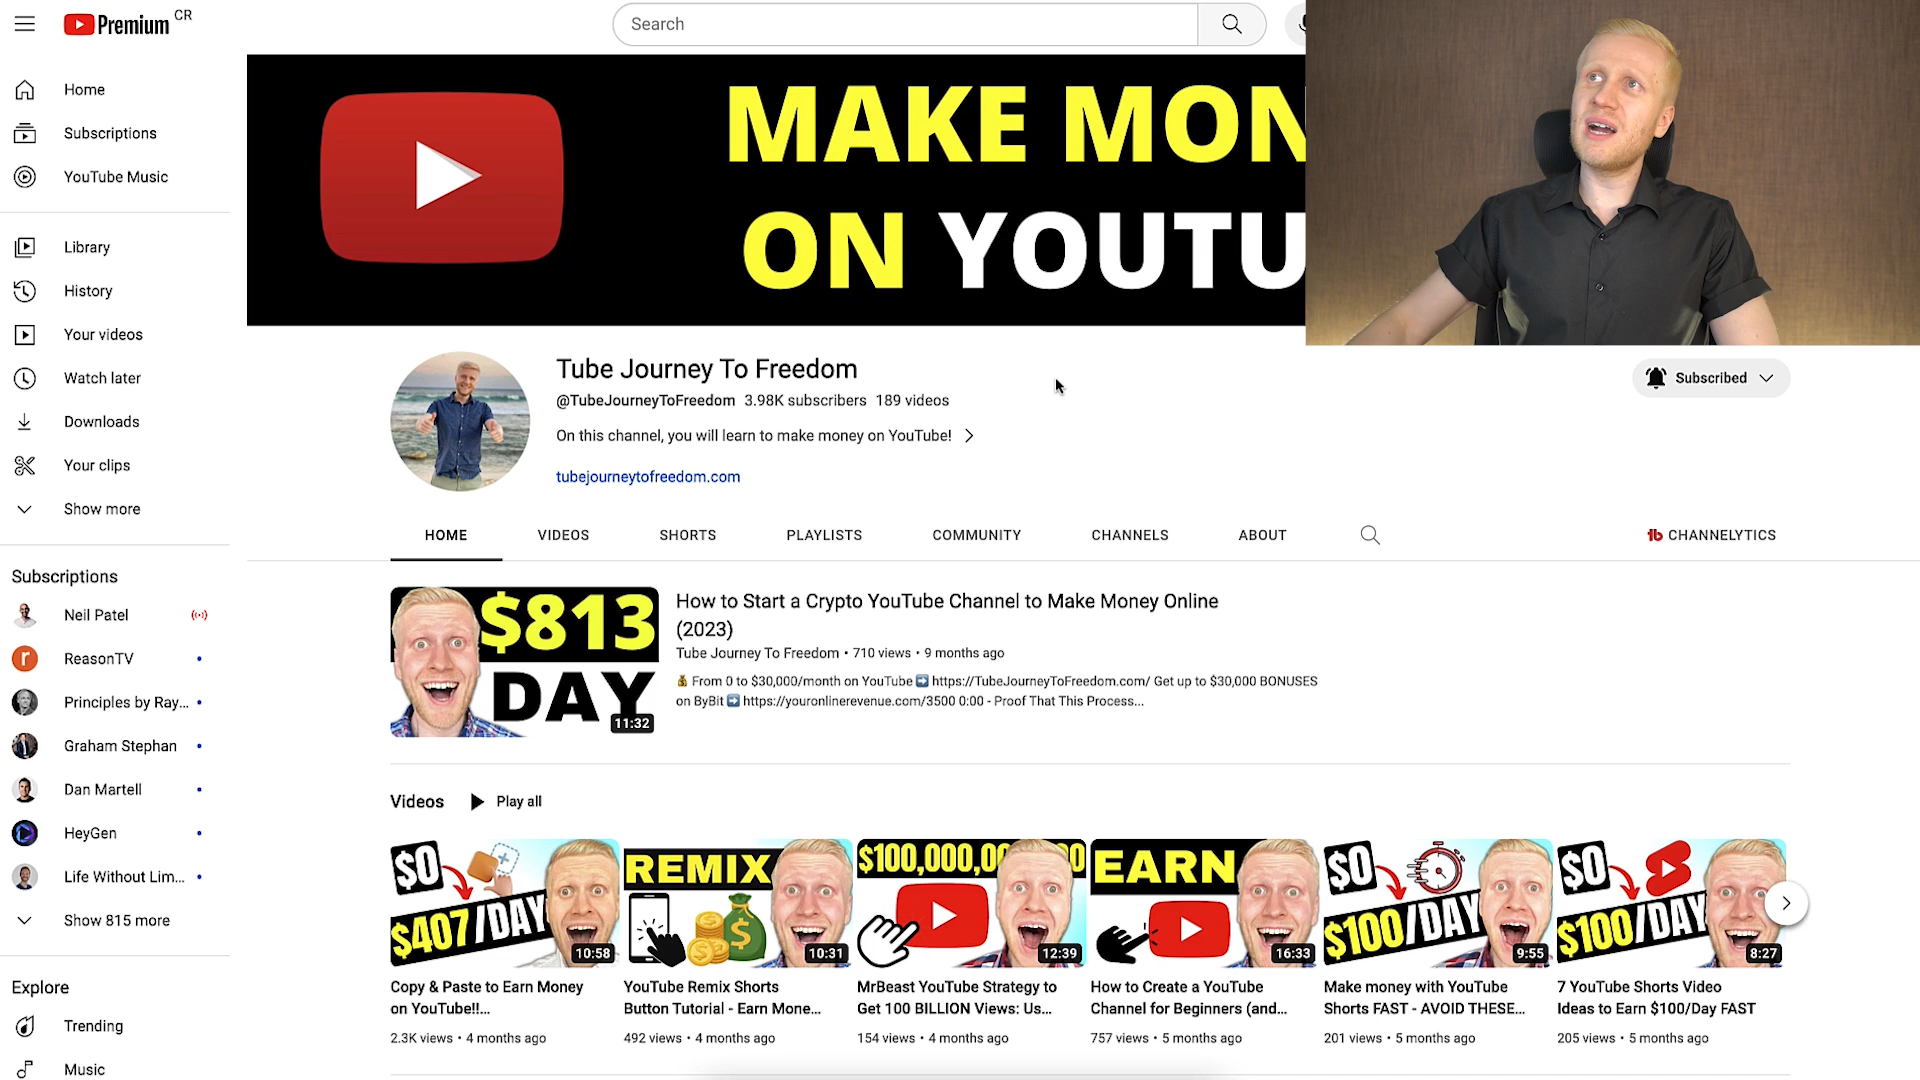 Premium CR
Search
Home
Subscriptions
YouTube Music
Library
History
Your videos
Watch later
Downloads
Your clips
Show more
Subscriptions
Neil Patel
ReasonTV
Principles by Ray...
Graham Stephan
Dan Martell
HeyGen
Life Without Lim...
Show 815 more
Explore
Trending
Music
MAKE MON
ON YOUTU
Tube Journey To Freedom
@TubeJourneyToFreedom 3.98K subscribers 189 videos
On this channel, you will learn to make money on YouTube!
tubejourneytofreedom.com
Subscribed
HOME VIDEOS SHORTS PLAYLISTS COMMUNITY CHANNELS ABOUT CHANNELYTICS
$813
DAY
11:32
How to Start a Crypto YouTube Channel to Make Money Online
(2023)
Tube Journey To Freedom • 710 views • 9 months ago
From 0 to $30,000/month on YouTube ➡ https://TubeJourneyToFreedom.com/ Get up to $30,000 BONUSES
on ByBit ➡ https://youronlinerevenue.com/3500 0:00 - Proof That This Process...
Videos Play all
$0
$407/DAY
10:58
Copy & Paste to Earn Money
on YouTube!!...
2.3K views • 4 months ago
REMIX
10:31
YouTube Remix Shorts
Button Tutorial - Earn Mone...
492 views • 4 months ago
12:39
MrBeast YouTube Strategy to
Get 100 BILLION Views: Us...
154 views • 4 months ago
EARN
16:33
How to Create a YouTube
Channel for Beginners (and...
757 views • 5 months ago
$0
$100/DAY
9:55
Make money with YouTube
Shorts FAST - AVOID THESE...
201 views • 5 months ago
$0
$100/DAY
8:27
7 YouTube Shorts Video
Ideas to Earn $100/Day FAST
205 views • 5 months ago